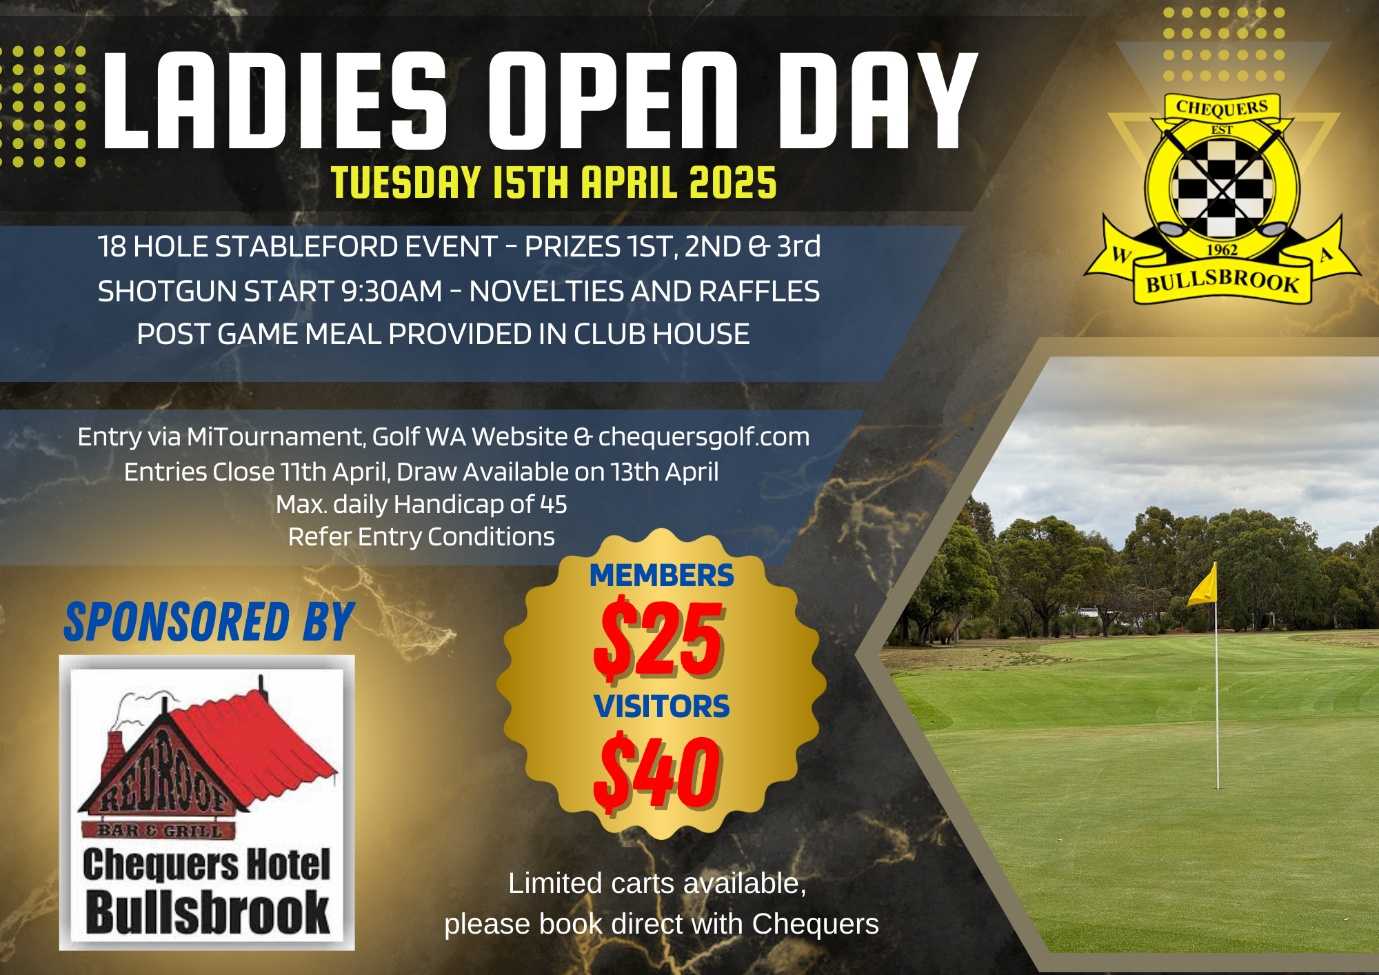 LADIES OPEN DAY
TUESDAY 15TH APRIL 2025
CHEQUERS
EST
1962
W A
BULLSBROOK
18 HOLE STABLEFORD EVENT - PRIZES 1ST, 2ND & 3rd
SHOTGUN START 9:30AM - NOVELTIES AND RAFFLES
POST GAME MEAL PROVIDED IN CLUB HOUSE
Entry via MiTournament, Golf WA Website & chequersgolf.com
Entries Close 11th April, Draw Available on 13th April
Max. daily Handicap of 45
Refer Entry Conditions
MEMBERS
$25
VISITORS
$40
SPONSORED BY
REDROOF
BAR & GRILL
Chequers Hotel
Bullsbrook
Limited carts available,
please book direct with Chequers